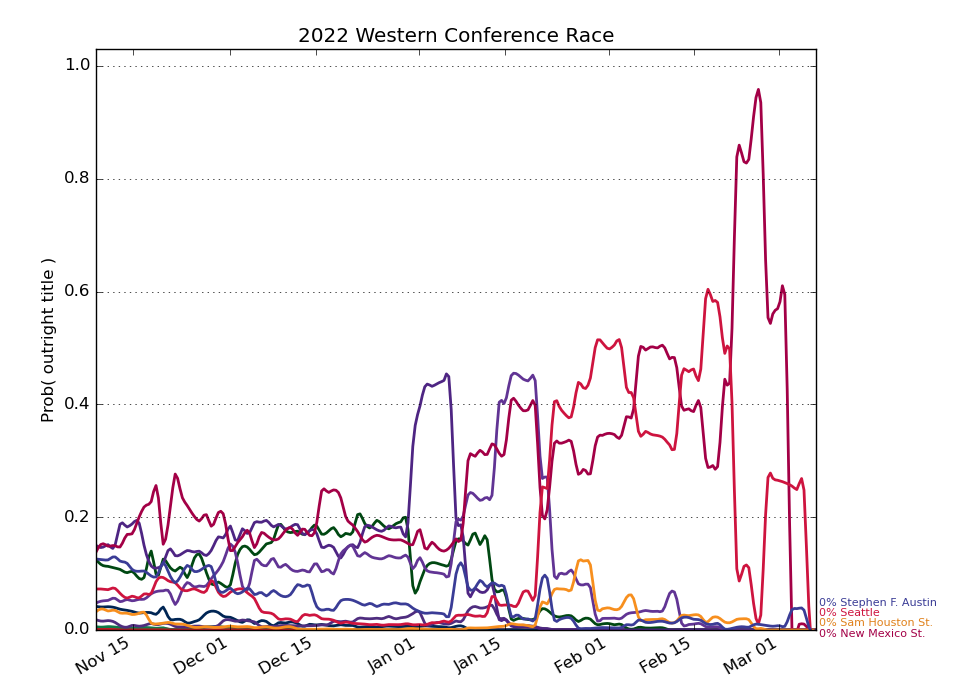 2022 Western Conference Race
Prob( outright title )
1.0
0.8
0.6
0.4
0.2
0.0
Nov 15
Dec 01
Dec 15
Jan 01
Jan 15
Feb 01
Feb 15
Mar 01
0% Stephen F. Austin
0% Seattle
0% Sam Houston St.
0% New Mexico St.